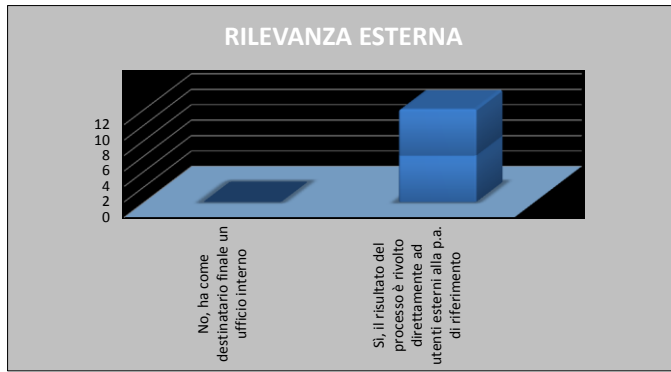 RILEVANZA ESTERNA
12
10
8
6
4
2
0
No, ha come
destinatario finale un
ufficio interno
Sì, il risultato del
processo è rivolto
direttamente ad
utenti esterni alla p.a.
di riferimento